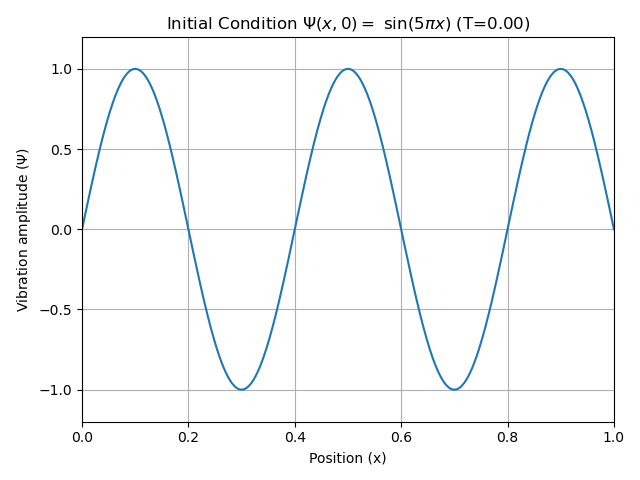 Initial Condition Ψ(x, 0) = sin(5πx) (T=0.00)
Vibration amplitude (Ψ)
1.0
0.5
0.0
−0.5
−1.0
0.0 0.2 0.4 0.6 0.8 1.0
Position (x)